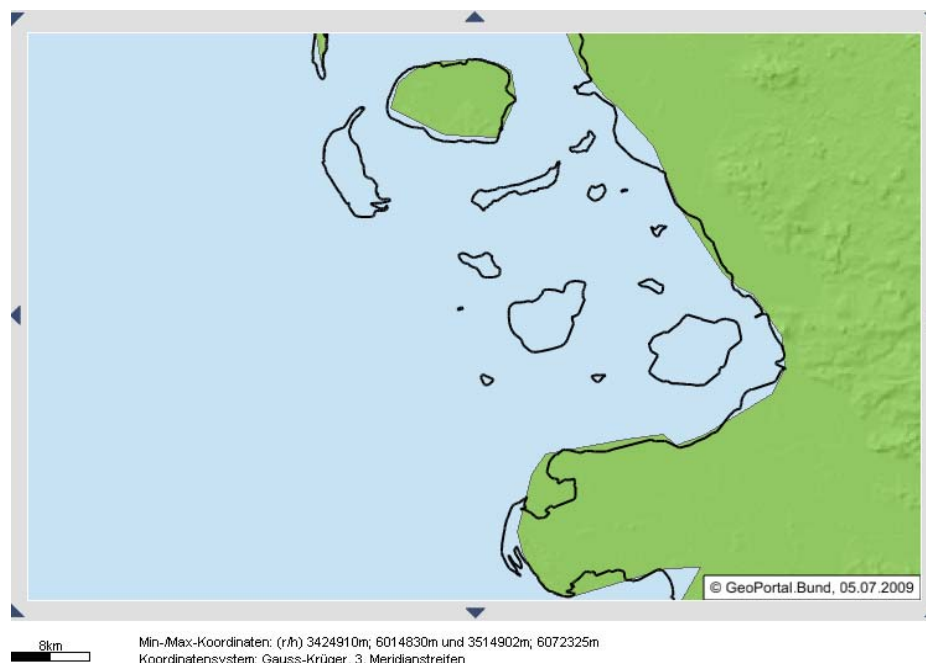 © GeoPortal.Bund, 05.07.2009
8km
Min-/Max-Koordinaten: (r/h) 3424910m; 6014830m und 3514902m; 6072325m
Koordinatensystem: Gauss-Krüger, 3. Meridianstreifen